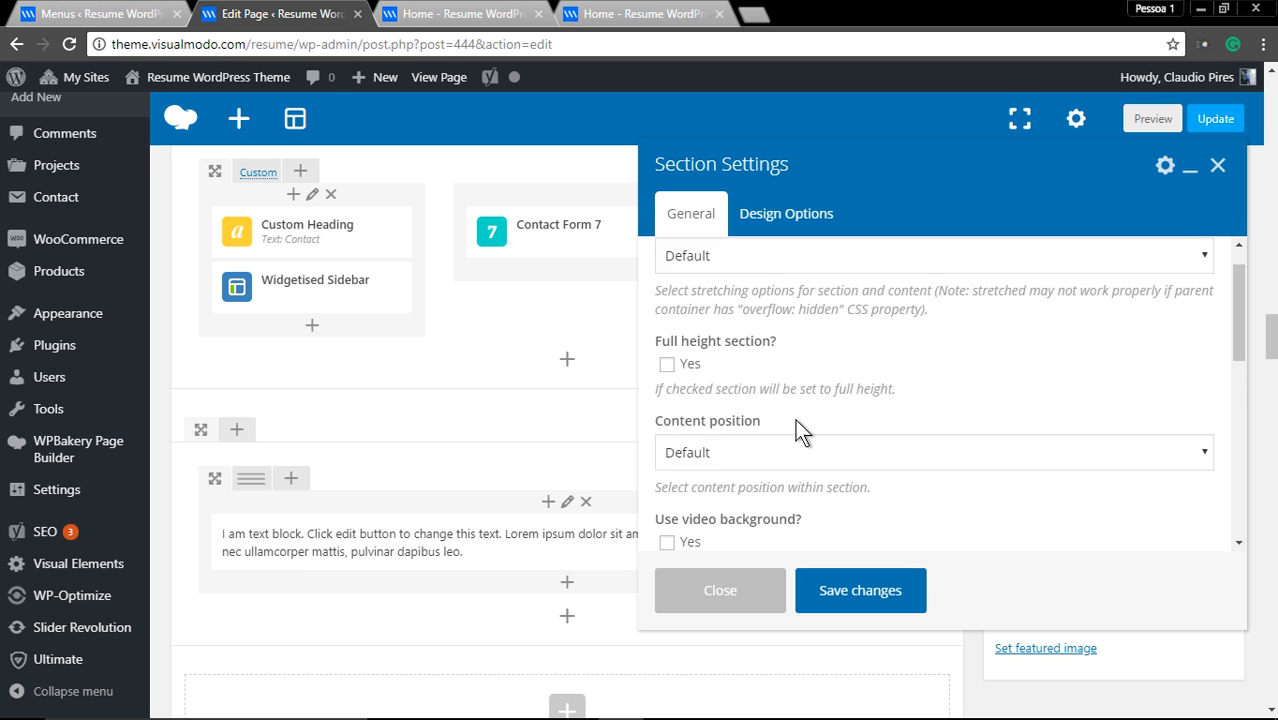 Menus < Resume WordPr
Edit Page < Resume Word
Home - Resume WordPr
Home - Resume WordPr
Pessoa 1
theme.visualmodo.com/resume/wp-admin/post.php?post=444&action=edit
My Sites
Resume WordPress Theme
0
New
View Page
Howdy, Claudio Pires
Add New
Comments
Projects
Contact
WooCommerce
Products
Appearance
Plugins
Users
Tools
WPBakery Page
Builder
Settings
SEO 3
Visual Elements
WP-Optimize
Slider Revolution
Ultimate
Collapse menu
Preview
Update
Custom
Custom Heading
Text: Contact
Widgetised Sidebar
7
Contact Form 7
I am text block. Click edit button to change this text. Lorem ipsum dolor sit am
nec ullamcorper mattis, pulvinar dapibus leo.
Section Settings
General
Design Options
Default
Select stretching options for section and content (Note: stretched may not work properly if parent
container has "overflow: hidden" CSS property).
Full height section?
Yes
If checked section will be set to full height.
Content position
Default
Select content position within section.
Use video background?
Yes
Close
Save changes
Set featured image